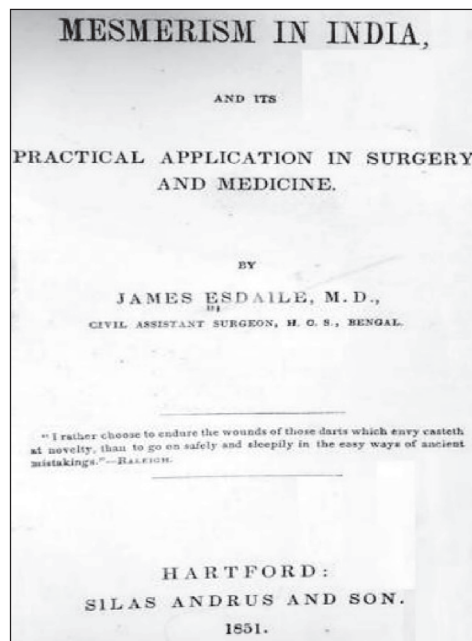 MESMERISM IN INDIA,
AND ITS
PRACTICAL APPLICATION IN SURGERY
AND MEDICINE.
BY
JAMES ESDAILE, M.D.,
CIVIL ASSISTANT SURGEON, H. C. S., BENGAL.
"I rather choose to endure the wounds of those darts which envy casteth
at novelty, than to go on safely and sleepily in the easy ways of ancient
mistakings."—RALEIGH.
HARTFORD:
SILAS ANDRUS AND SON.
1851.